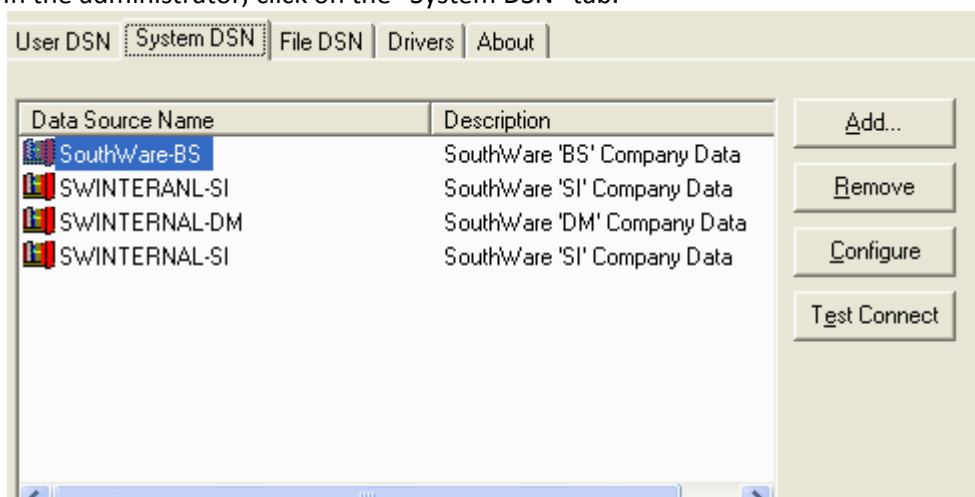 in the administrator, click on the "System DSN" tab.
User DSN System DSN File DSN Drivers About
Data Source Name Description
SouthWare-BS SouthWare 'BS' Company Data
SWINTERANL-SI SouthWare 'SI' Company Data
SWINTERNAL-DM SouthWare 'DM' Company Data
SWINTERNAL-SI SouthWare 'SI' Company Data
Add...
Remove
Configure
Test Connect